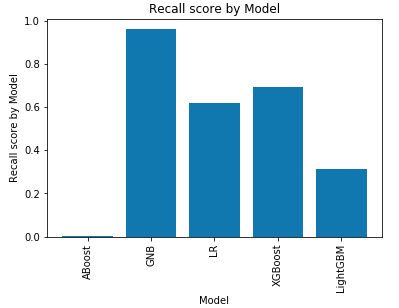 Recall score by Model
Recall score by Model
1.0
0.8
0.6
0.4
0.2
0.0
ABoost
GNB
LR
XGBoost
LightGBM
Model